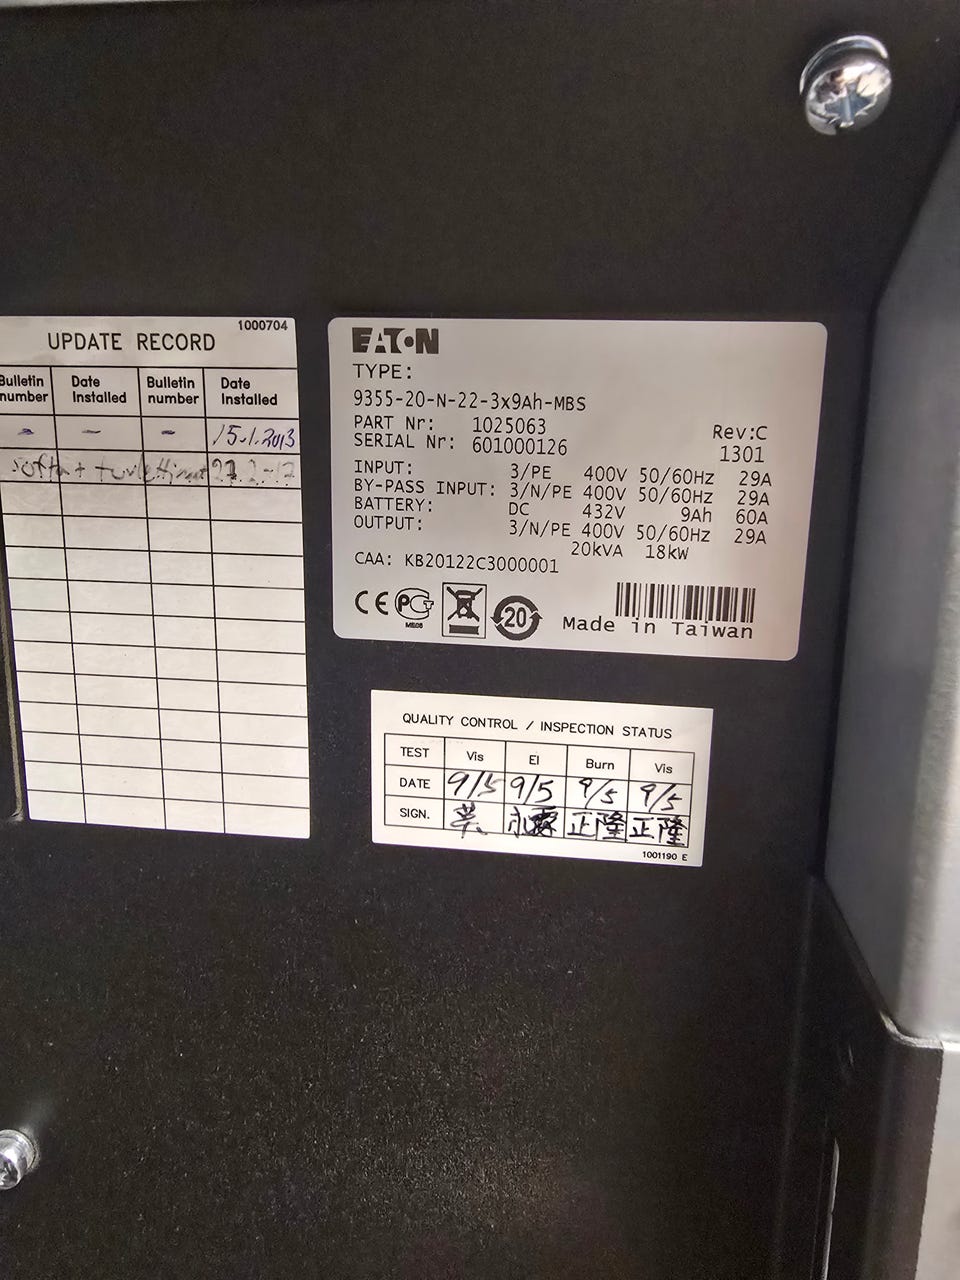 UPDATE RECORD
1000704
Bulletin number Date Installed Bulletin number Date Installed
- - - 15.1.2013
EATON
TYPE:
9355-20-N-22-3x9Ah-MBS
PART Nr: 1025063 Rev:C
SERIAL Nr: 601000126 1301
INPUT: 3/PE 400V 50/60Hz 29A
BY-PASS INPUT: 3/N/PE 400V 50/60Hz 29A
BATTERY: DC 432V 9Ah 60A
OUTPUT: 3/N/PE 400V 50/60Hz 29A
20kVA 18kW
CAA: KB20122C3000001
CE PCT 20
ME06
Made in Taiwan
QUALITY CONTROL / INSPECTION STATUS
TEST Vis El Burn Vis
DATE 9/5 9/5 9/5 9/5
SIGN. 正隆 正隆
1001190 E